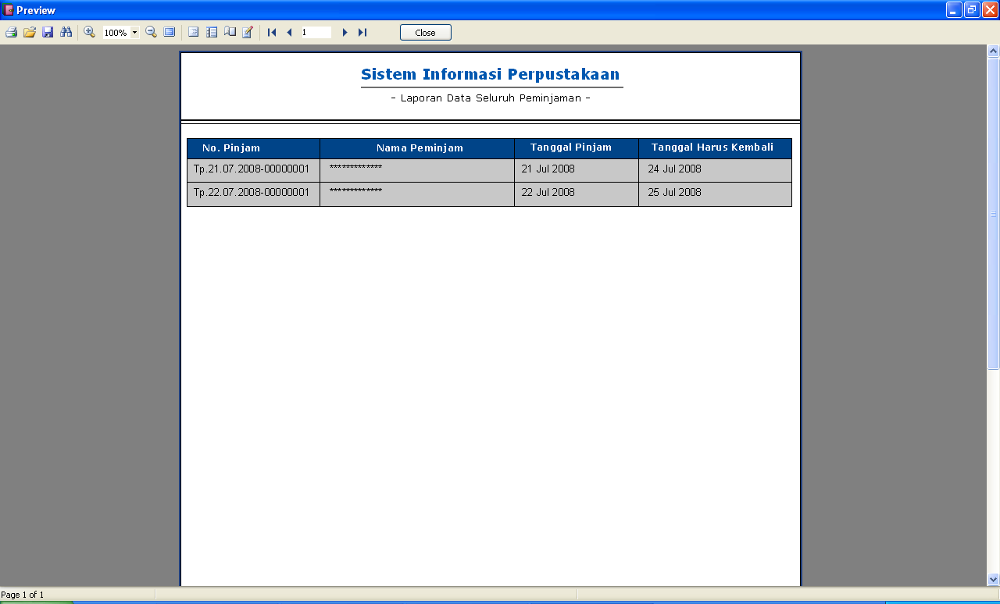 Preview
100% 1 Close
Sistem Informasi Perpustakaan
- Laporan Data Seluruh Peminjaman -
No. Pinjam Nama Peminjam Tanggal Pinjam Tanggal Harus Kembali
Tp.21.07.2008-00000001 ************* 21 Jul 2008 24 Jul 2008
Tp.22.07.2008-00000001 ************* 22 Jul 2008 25 Jul 2008
Page 1 of 1